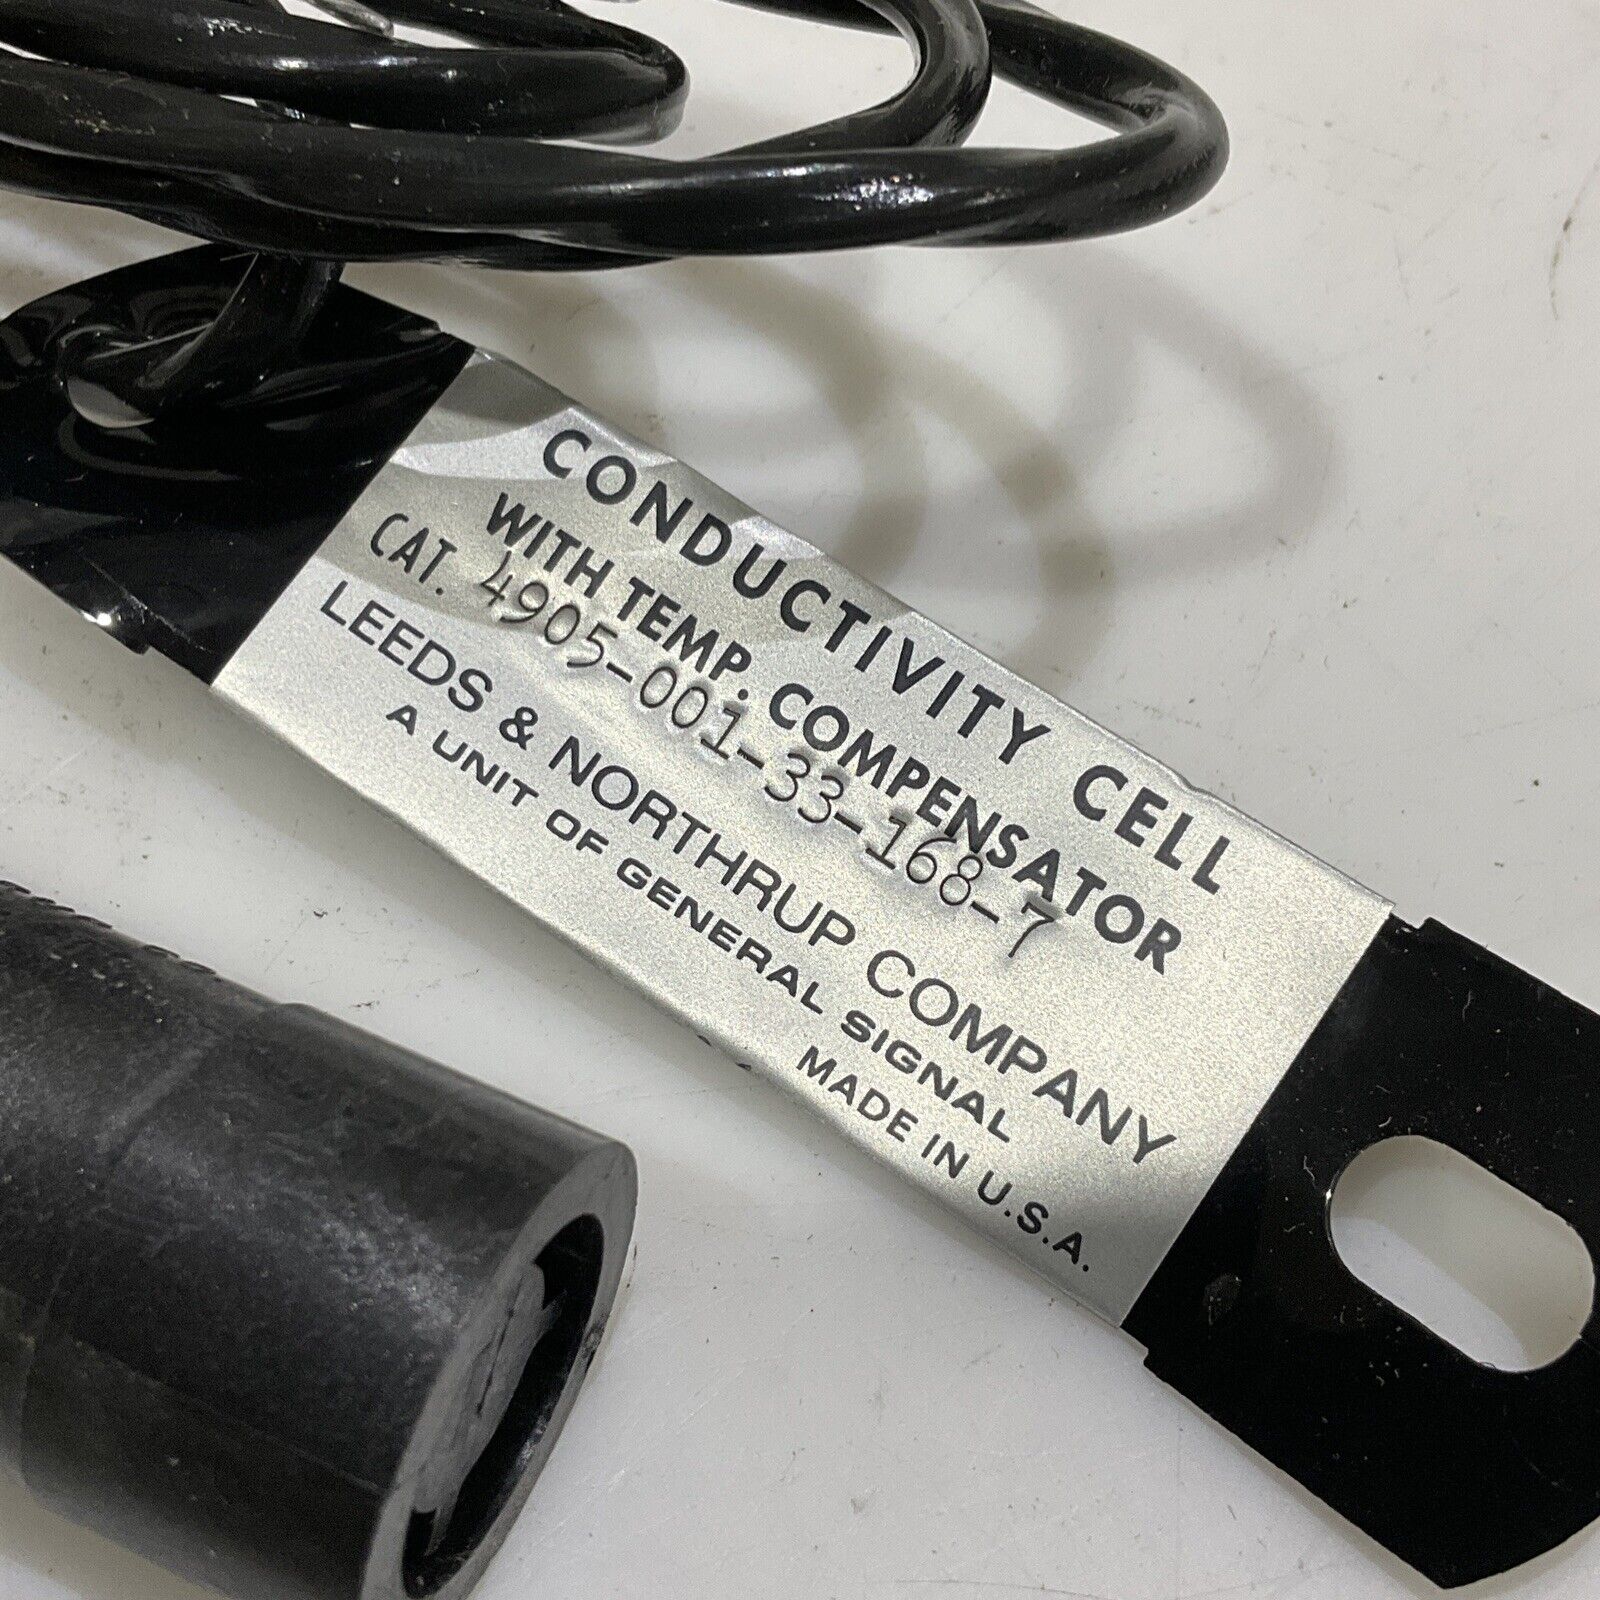 CONDUCTIVITY CELL
WITH TEMP. COMPENSATOR
CAT. 4905-001-33-168-7
LEEDS & NORTHRUP COMPANY
A UNIT OF GENERAL SIGNAL
MADE IN U.S.A.